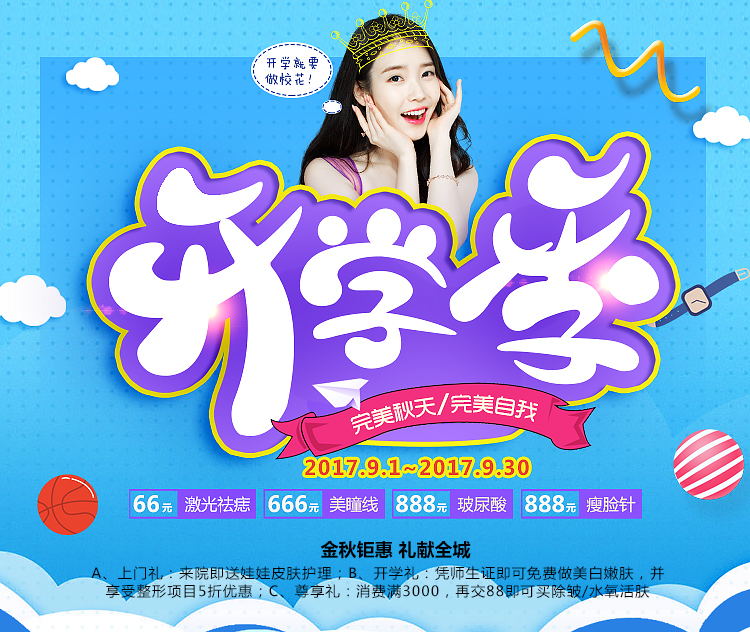 开学就要
做校花！
开学季
完美秋天/完美自我
2017.9.1~2017.9.30
66元 激光祛痣 666元 美瞳线 888元 玻尿酸 888元 瘦脸针
金秋钜惠 礼献全城
A、上门礼：来院即送娃娃皮肤护理；B、开学礼：凭师生证即可免费做美白嫩肤，并
享受整形项目5折优惠；C、尊享礼：消费满3000，再交88即可买除皱/水氧活肤